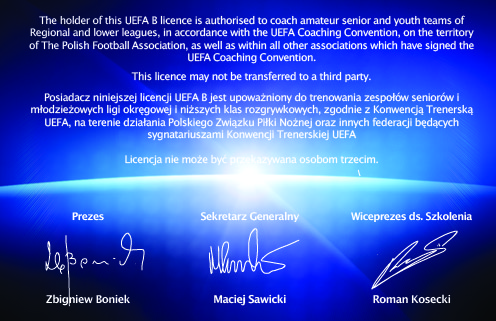 The holder of this UEFA B licence is authorised to coach amateur senior and youth teams of
Regional and lower leagues, in accordance with the UEFA Coaching Convention, on the territory
of The Polish Football Association, as well as within all other associations which have signed the
UEFA Coaching Convention.
This licence may not be transferred to a third party.
Posiadacz niniejszej licencji UEFA B jest upoważniony do trenowania zespołów seniorów i
młodzieżowych ligi okręgowej i niższych klas rozgrywkowych, zgodnie z Konwencją Trenerską
UEFA, na terenie działania Polskiego Związku Piłki Nożnej oraz innych federacji będących
sygnatariuszami Konwencji Trenerskiej UEFA
Licencja nie może być przekazywana osobom trzecim.
Prezes Sekretarz Generalny Wiceprezes ds. Szkolenia
Zbigniew Boniek Maciej Sawicki Roman Kosecki